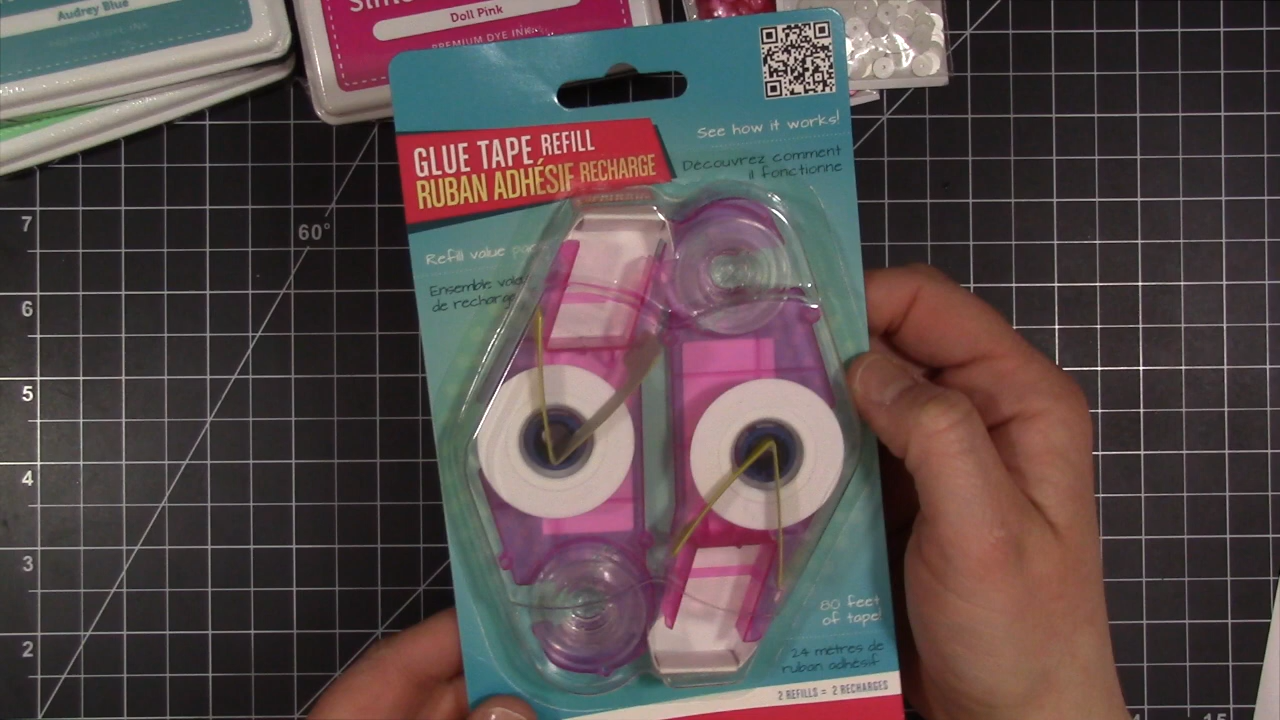 Audrey Blue
Doll Pink
PREMIUM DYE INK
See how it works!
Découvrez comment
il fonctionne
GLUE TAPE REFILL
RUBAN ADHÉSIF RECHARGE
Refill value
Ensemble
de recharge
80 feet
of tape!
24 mètres de
ruban adhésif
2 REFILLS = 2 RECHARGES
7
60°
6
5
4
3
2
15